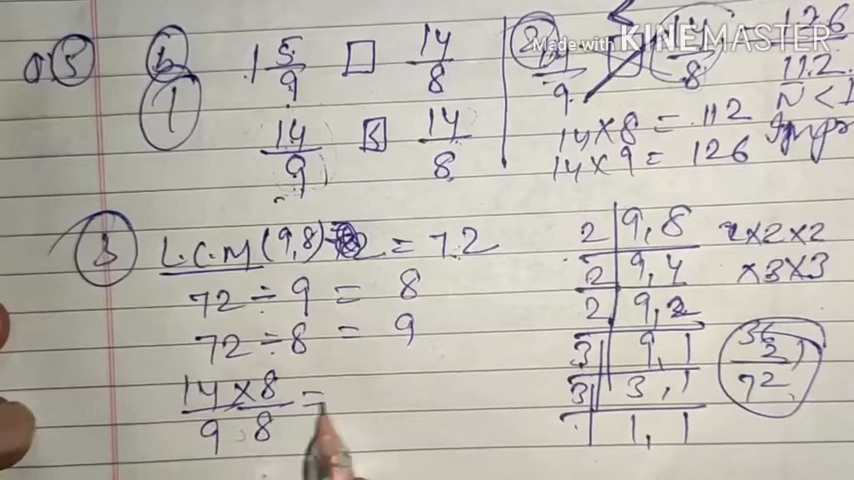 b 1 5/9 □ 14/8
1 14/9 14/8
Made with KINEMASTER
9 8
14 × 8 = 112
14 × 9 = 126
126
112
N < 1
3 L.C.M (9,8) = 72
72 ÷ 9 = 8
72 ÷ 8 = 9
14 × 8 =
9 8
2 | 9, 8
2 | 9, 4
2 | 9, 2
3 | 9, 1
3 | 3, 1
1, 1
2 × 2 × 2
× 3 × 3
36
2
72